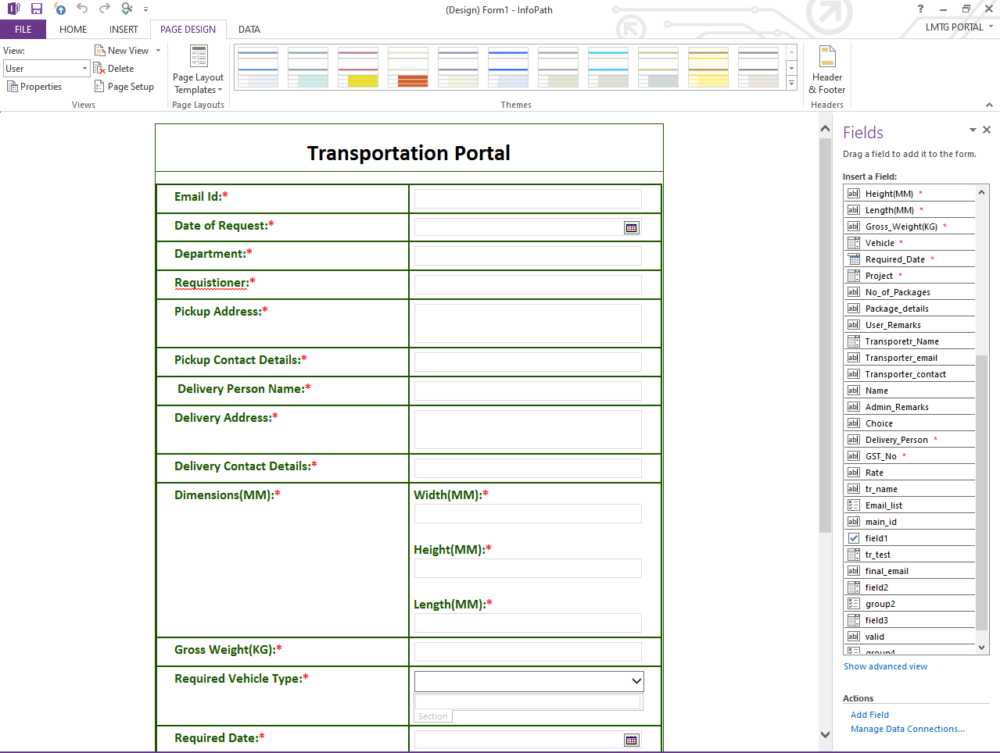 (Design) Form1 - InfoPath
?
FILE HOME INSERT PAGE DESIGN DATA
LMTG PORTAL
View:
User
Properties
New View
Delete
Page Setup
Views
Page Layout
Templates
Page Layouts
Themes
Header
& Footer
Headers
Transportation Portal
Email Id:*
Date of Request:*
Department:*
Requistioner:*
Pickup Address:*
Pickup Contact Details:*
Delivery Person Name:*
Delivery Address:*
Delivery Contact Details:*
Dimensions(MM):*
Width(MM):*
Height(MM):*
Length(MM):*
Gross Weight(KG):*
Required Vehicle Type:*
Section
Required Date:*
Fields
Drag a field to add it to the form.
Insert a Field:
Height(MM) *
Length(MM) *
Gross_Weight(KG) *
Vehicle *
Required_Date *
Project *
No_of_Packages
Package_details
User_Remarks
Transporetr_Name
Transporter_email
Transporter_contact
Name
Admin_Remarks
Choice
Delivery_Person *
GST_No *
Rate
tr_name
Email_list
main_id
field1
tr_test
final_email
field2
group2
field3
valid
group4
Show advanced view
Actions
Add Field
Manage Data Connections...